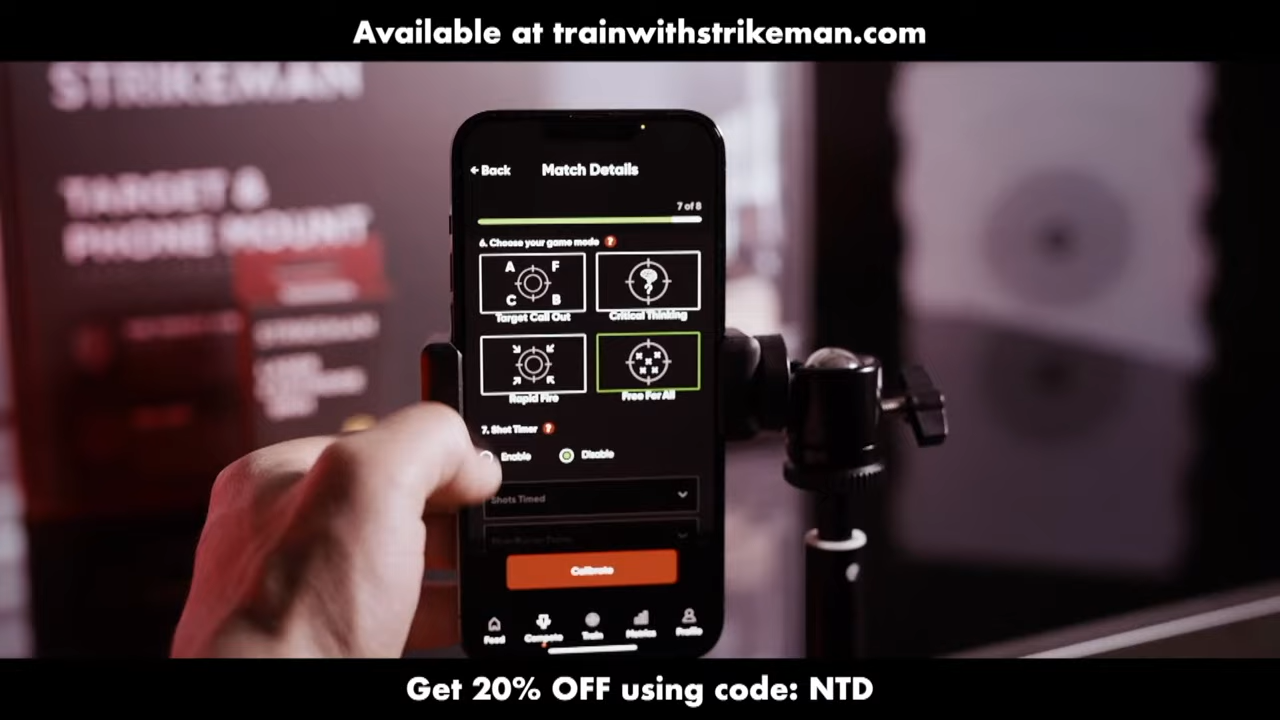 Available at trainwithstrikeman.com
STRIKEMAN
TARGET &
PHONE MOUNT
Back
Match Details
7 of 8
6. Choose your game mode ?
A F
C B
Target Call Out
Critical Thinking
Rapid Fire
Free For All
7. Shot Timer ?
Enable
Disable
Shots Timed
Calibrate
Feed
Compete
Train
Metrics
Profile
Get 20% OFF using code: NTD